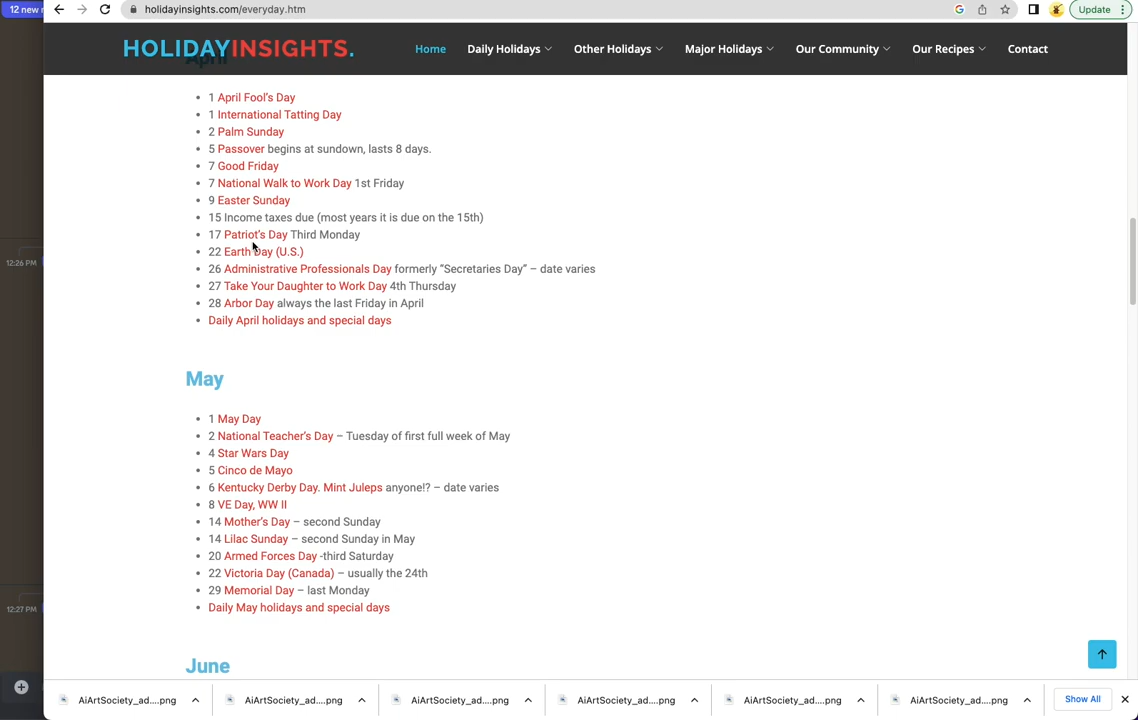 12 new
holidayinsights.com/everyday.htm
Update
HOLIDAYINSIGHTS.
Home
Daily Holidays
Other Holidays
Major Holidays
Our Community
Our Recipes
Contact
April
1 April Fool's Day
1 International Tatting Day
2 Palm Sunday
5 Passover begins at sundown, lasts 8 days.
7 Good Friday
7 National Walk to Work Day 1st Friday
9 Easter Sunday
15 Income taxes due (most years it is due on the 15th)
17 Patriot's Day Third Monday
22 Earth Day (U.S.)
26 Administrative Professionals Day formerly “Secretaries Day” – date varies
27 Take Your Daughter to Work Day 4th Thursday
28 Arbor Day always the last Friday in April
Daily April holidays and special days
12:26 PM
May
1 May Day
2 National Teacher's Day – Tuesday of first full week of May
4 Star Wars Day
5 Cinco de Mayo
6 Kentucky Derby Day. Mint Juleps anyone!? – date varies
8 VE Day, WW II
14 Mother's Day – second Sunday
14 Lilac Sunday – second Sunday in May
20 Armed Forces Day -third Saturday
22 Victoria Day (Canada) – usually the 24th
29 Memorial Day – last Monday
Daily May holidays and special days
12:27 PM
June
AiArtSociety_ad....png
AiArtSociety_ad....png
AiArtSociety_ad....png
AiArtSociety_ad....png
AiArtSociety_ad....png
AiArtSociety_ad....png
Show All